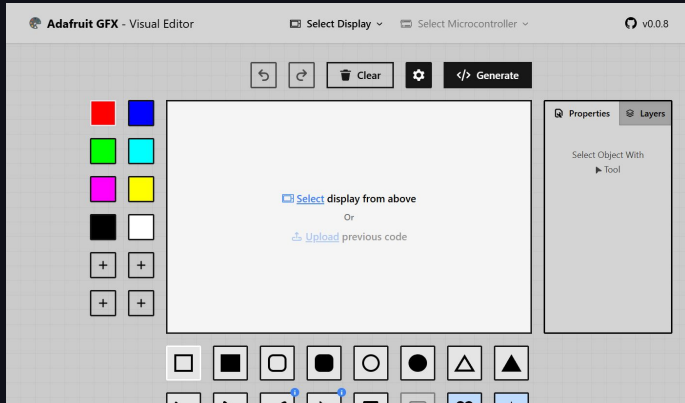 Adafruit GFX - Visual Editor
Select Display
Select Microcontroller
v0.0.8
Clear
</> Generate
Properties
Layers
Select Object With
Tool
Select display from above
Or
Upload previous code